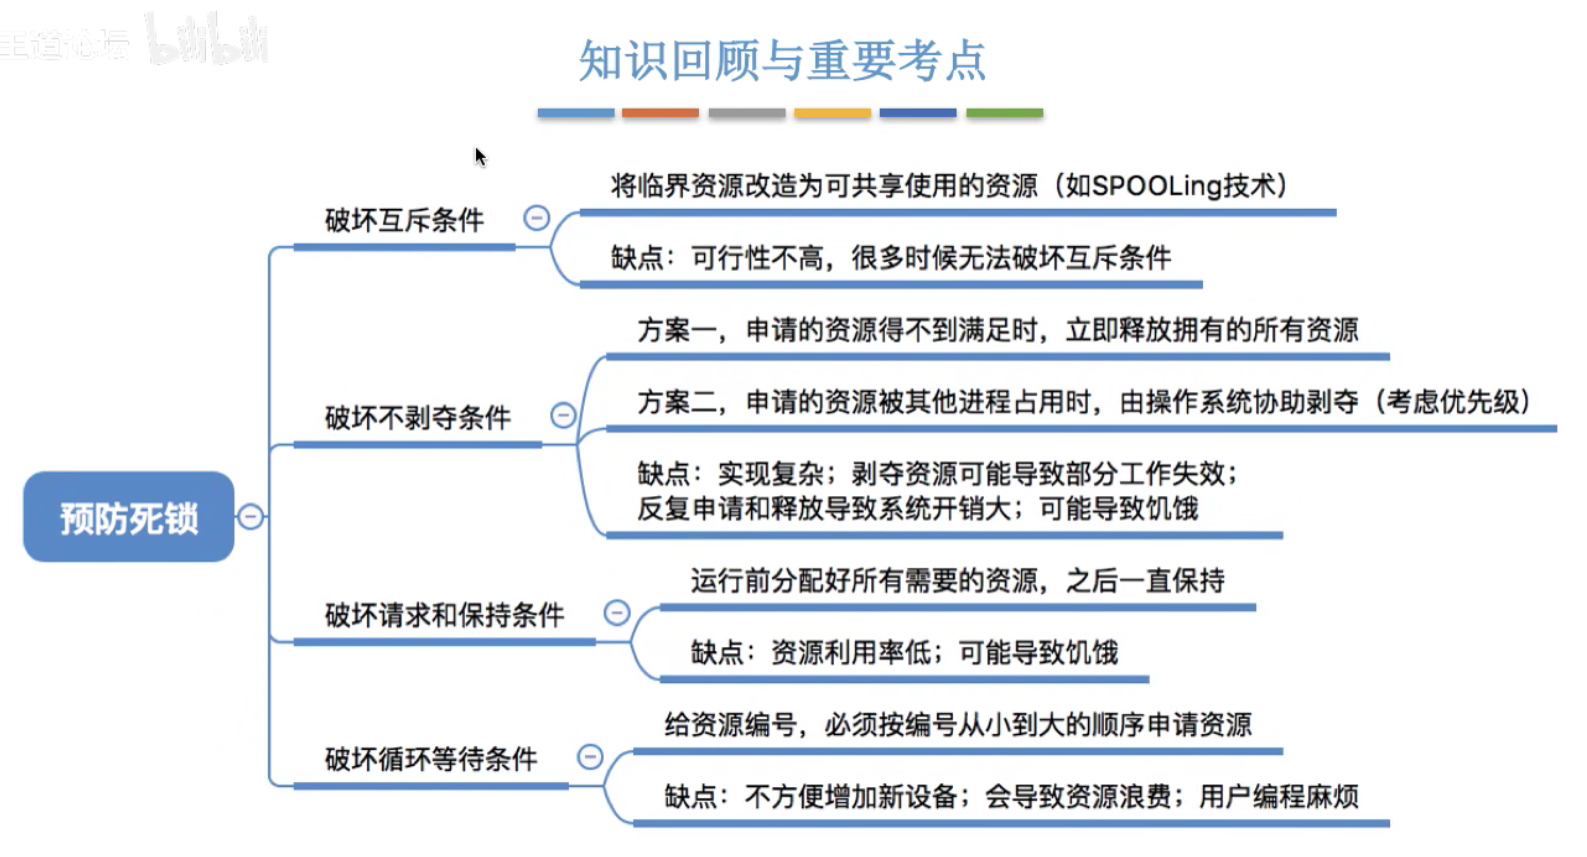 王道论坛 bilibili
知识回顾与重要考点
预防死锁
破坏互斥条件
将临界资源改造为可共享使用的资源（如SPOOLing技术）
缺点：可行性不高，很多时候无法破坏互斥条件
破坏不剥夺条件
方案一，申请的资源得不到满足时，立即释放拥有的所有资源
方案二，申请的资源被其他进程占用时，由操作系统协助剥夺（考虑优先级）
缺点：实现复杂；剥夺资源可能导致部分工作失效；
反复申请和释放导致系统开销大；可能导致饥饿
破坏请求和保持条件
运行前分配好所有需要的资源，之后一直保持
缺点：资源利用率低；可能导致饥饿
破坏循环等待条件
给资源编号，必须按编号从小到大的顺序申请资源
缺点：不方便增加新设备；会导致资源浪费；用户编程麻烦